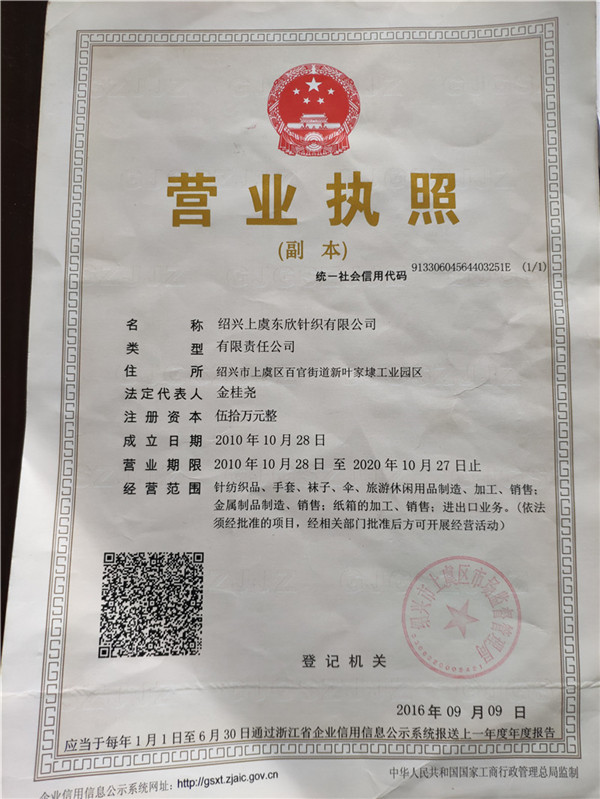 营业执照
(副 本)
统一社会信用代码 91330604564403251E (1/1)
名 称 绍兴上虞东欣针织有限公司
类 型 有限责任公司
住 所 绍兴市上虞区百官街道新叶家埭工业园区
法定代表人 金桂尧
注册资本 伍拾万元整
成立日期 2010年10月28日
营业期限 2010年10月28日 至 2020年10月27日止
经营范围 针纺织品、手套、袜子、伞、旅游休闲用品制造、加工、销售；
金属制品制造、销售；纸箱的加工、销售；进出口业务。(依法
须经批准的项目，经相关部门批准后方可开展经营活动)
绍兴市上虞区市场监督管理局
登记机关
2016年09月09日
应当于每年1月1日至6月30日通过浙江省企业信用信息公示系统报送上一年度年度报告
企业信用信息公示系统网址: http://gsxt.zjaic.gov.cn
中华人民共和国国家工商行政管理总局监制